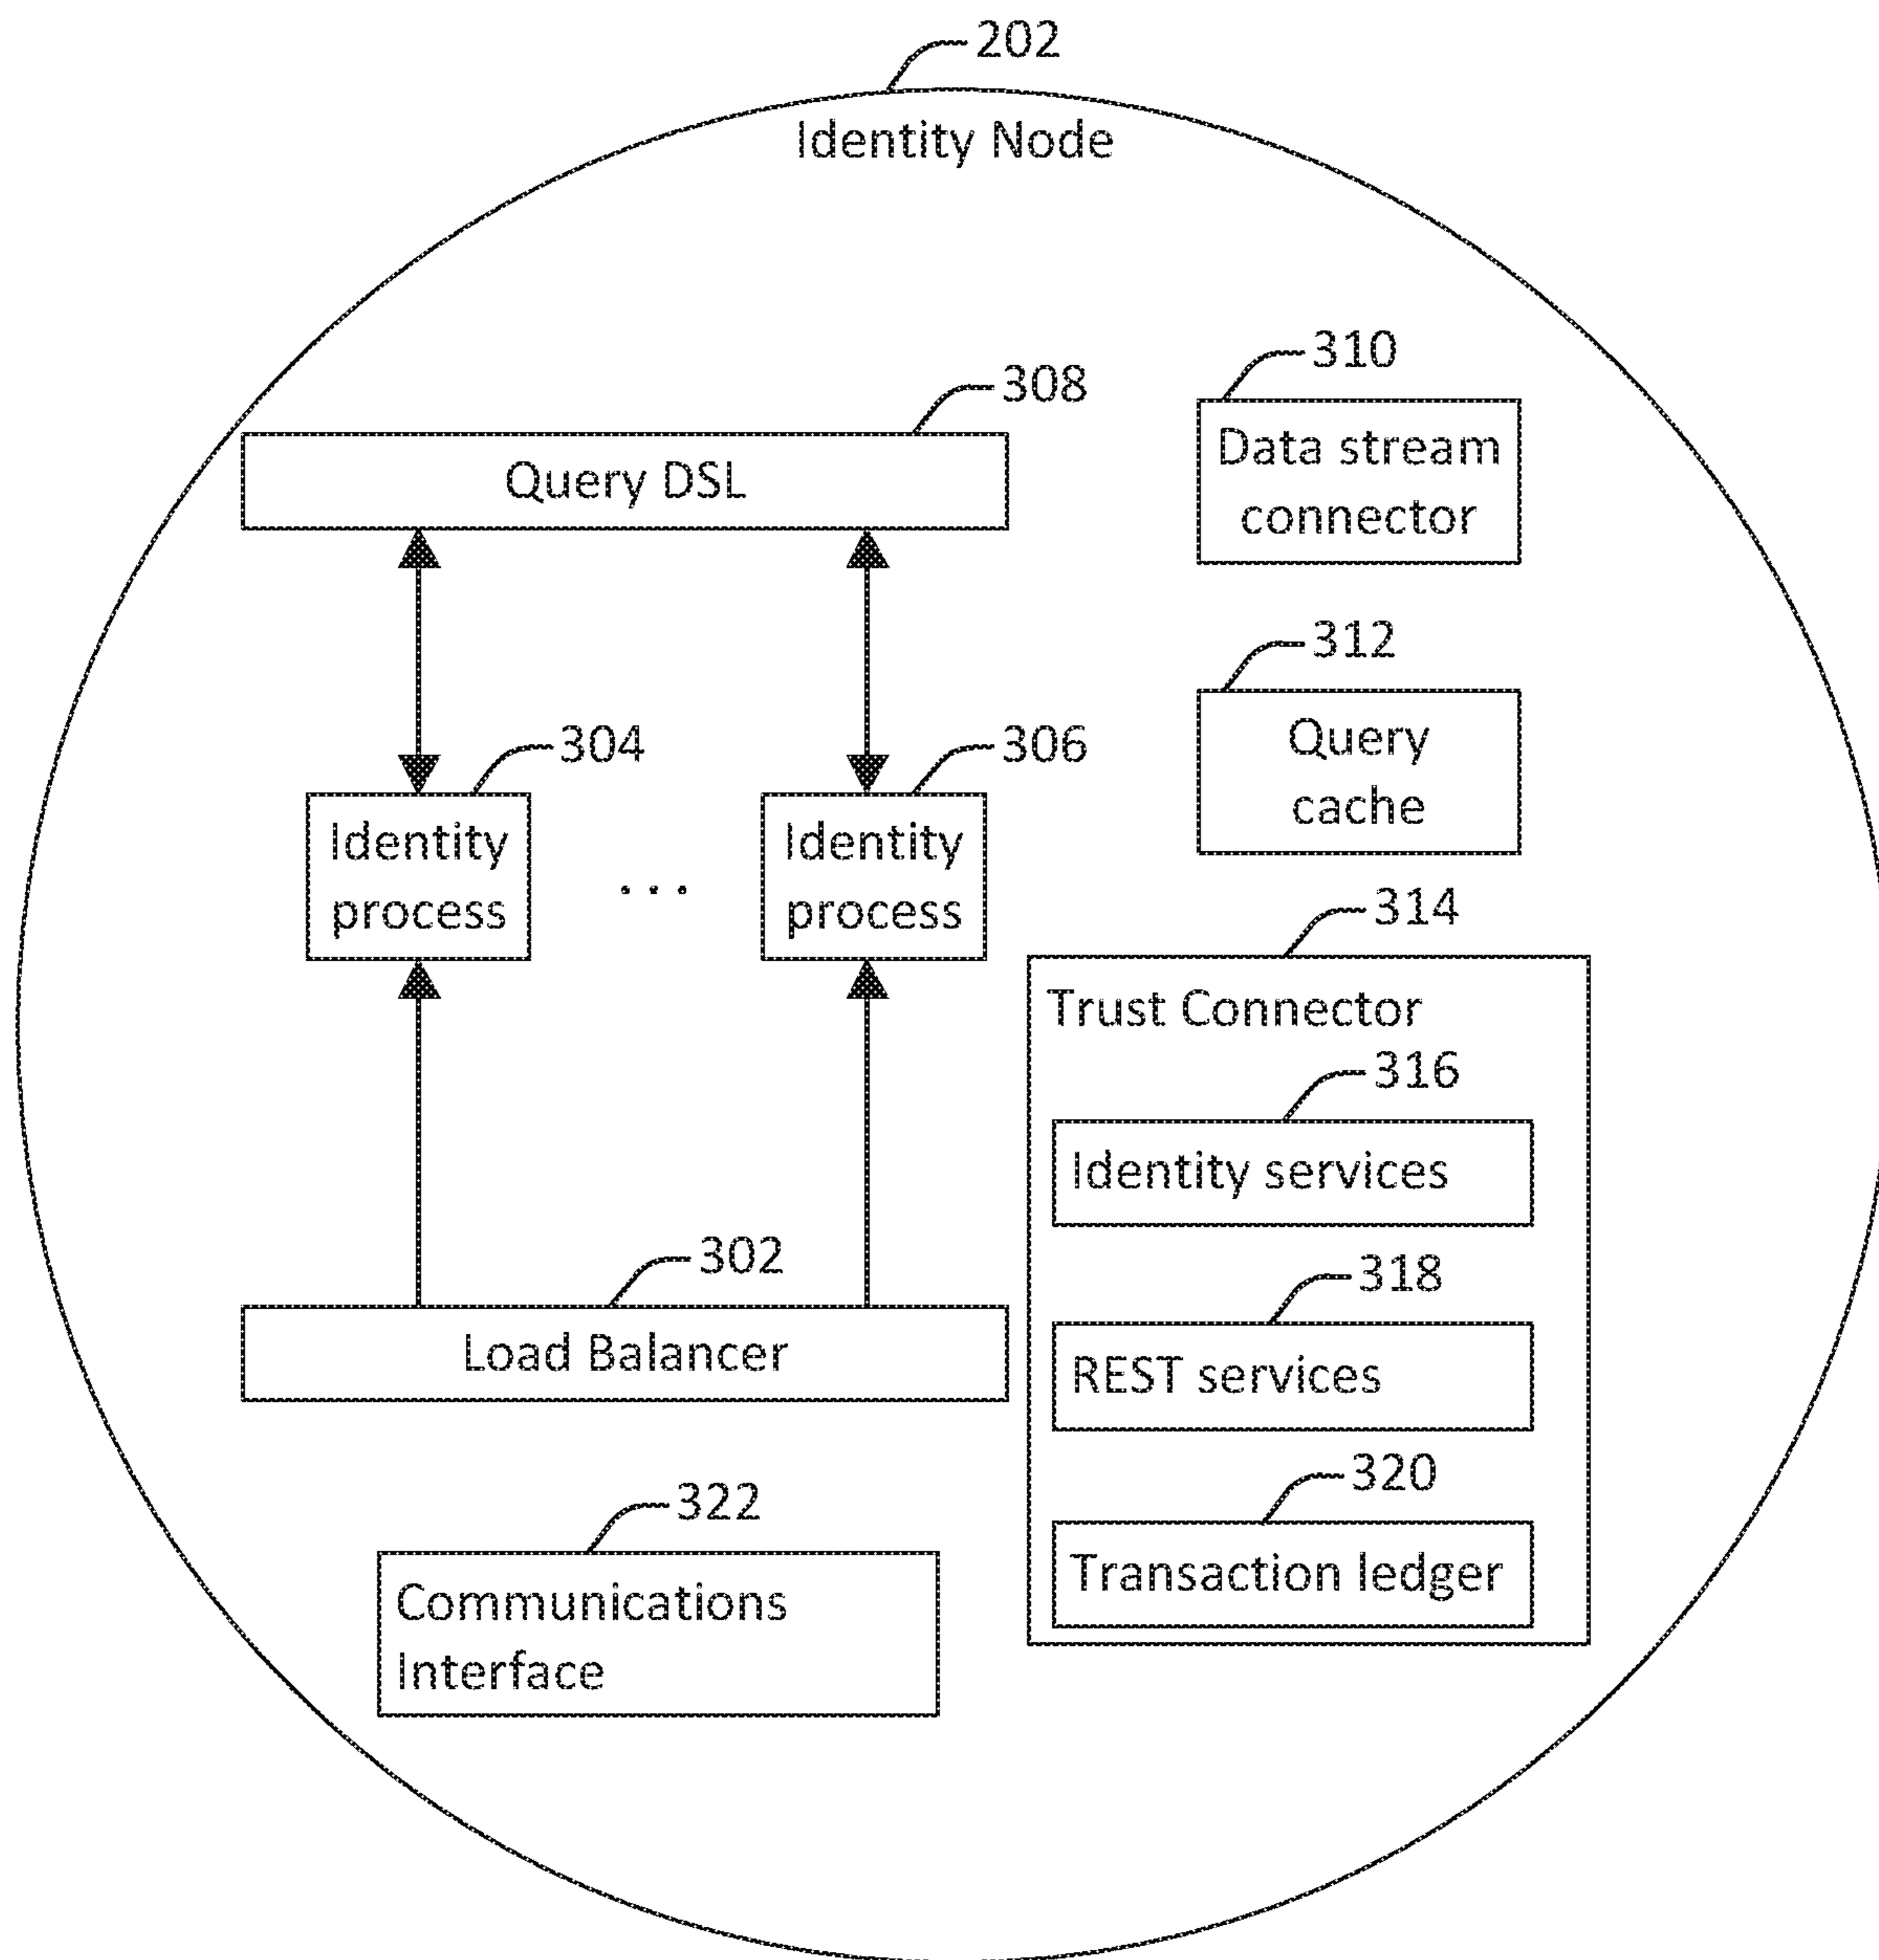 202
Identity Node
310
308
Data stream
connector
Query DSL
312
Query
cache
304
306
Identity
process
...
Identity
process
314
Trust Connector
316
Identity services
302
318
Load Balancer
REST services
320
Transaction ledger
322
Communications
Interface